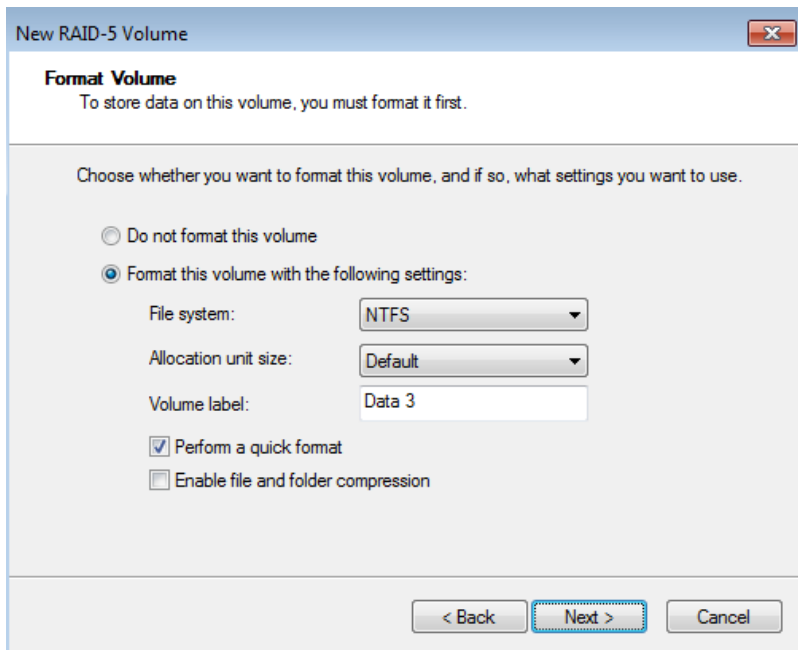 New RAID-5 Volume
Format Volume
To store data on this volume, you must format it first.
Choose whether you want to format this volume, and if so, what settings you want to use.
Do not format this volume
Format this volume with the following settings:
File system: NTFS
Allocation unit size: Default
Volume label: Data 3
Perform a quick format
Enable file and folder compression
< Back Next > Cancel